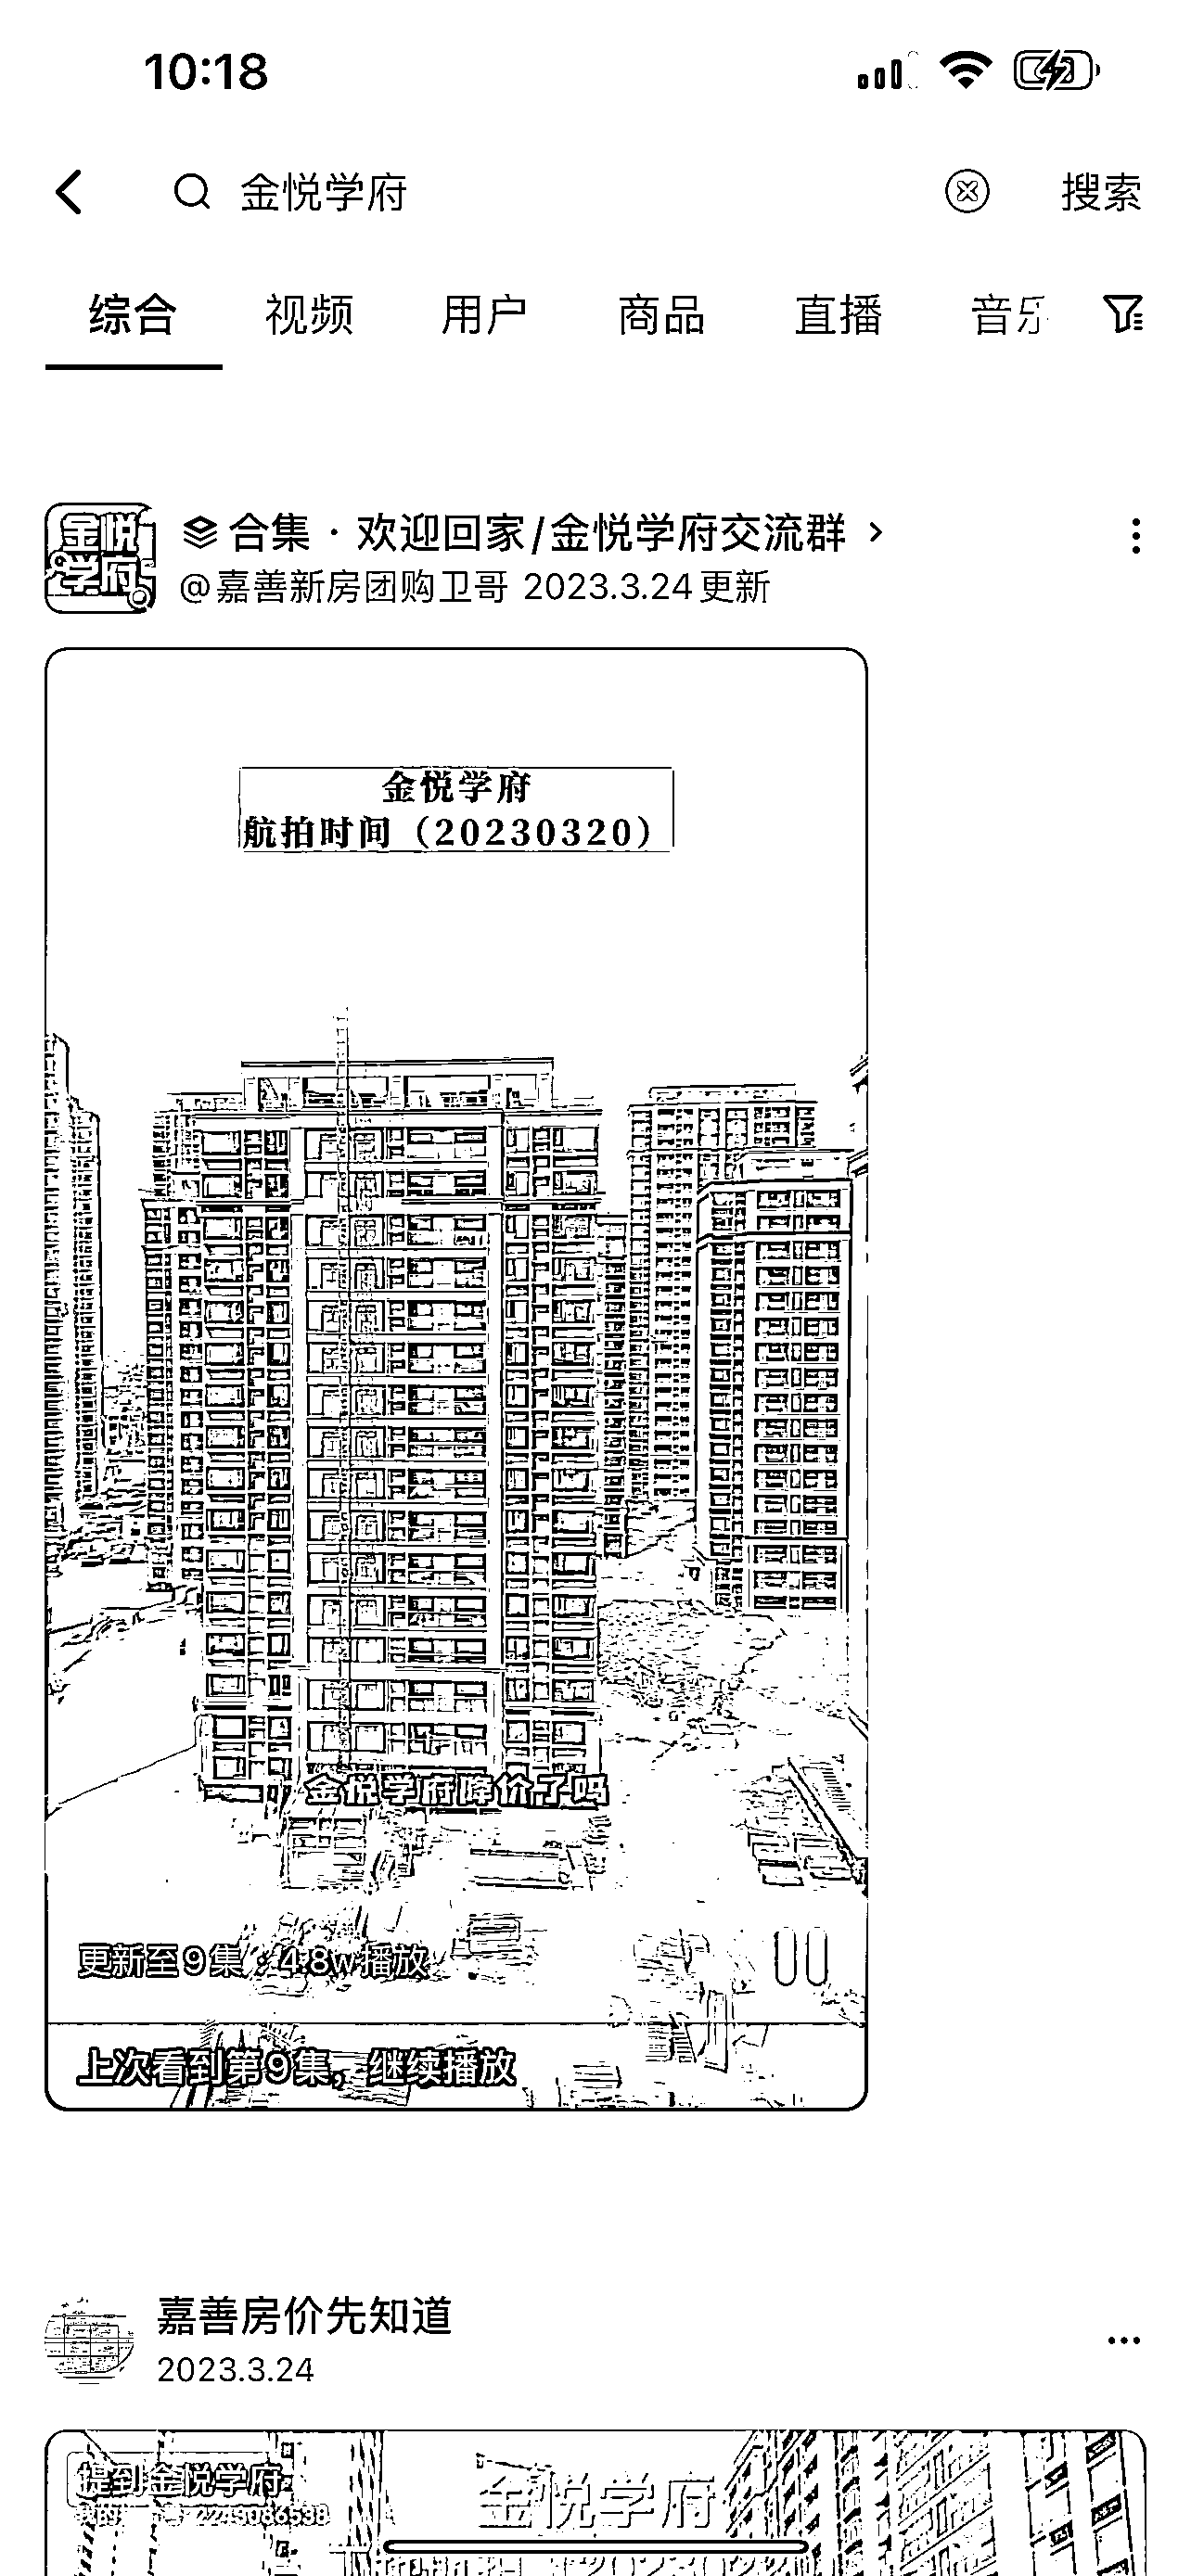 10:18
金悦学府
搜索
综合 视频 用户 商品 直播 音乐
金悦
学府
合集 · 欢迎回家/金悦学府交流群
@嘉善新房团购卫哥 2023.3.24更新
金悦学府
航拍时间（20230320）
金悦学府降价了吗
更新至9集 · 4.8w播放
上次看到第9集，继续播放
嘉善房价先知道
2023.3.24
提到金悦学府
金悦学府